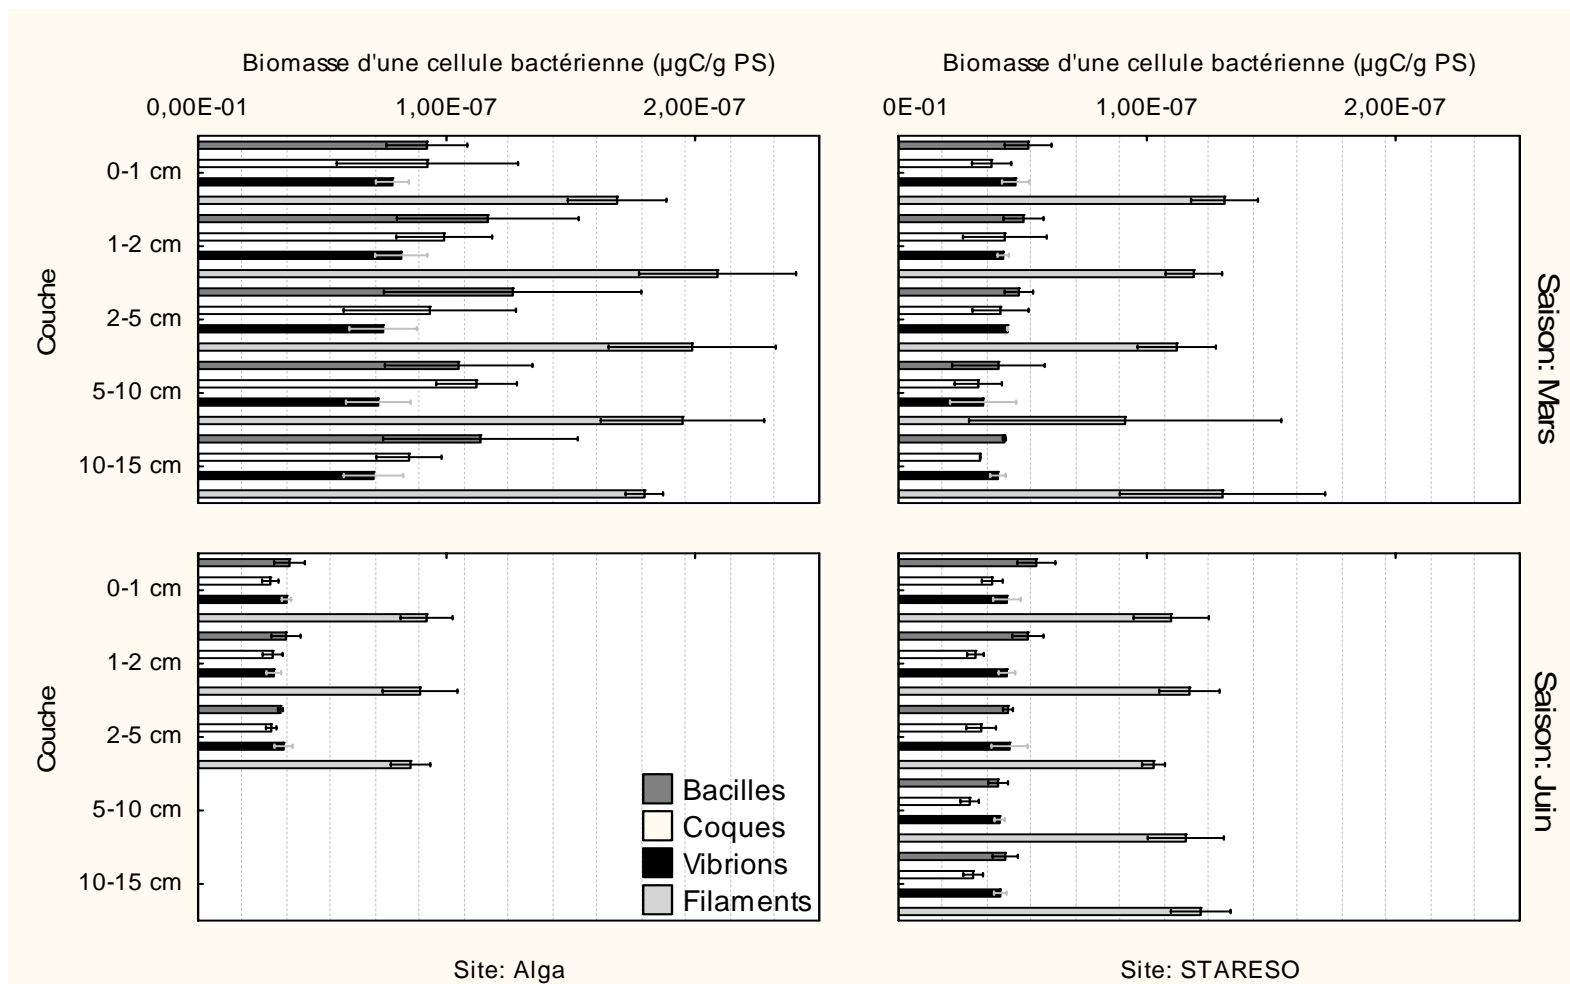 Biomasse d'une cellule bactérienne (µgC/g PS)
Biomasse d'une cellule bactérienne (µgC/g PS)
0,00E-01 1,00E-07 2,00E-07
0E-01 1,00E-07 2,00E-07
Couche
0-1 cm
1-2 cm
2-5 cm
5-10 cm
10-15 cm
Saison: Mars
Couche
0-1 cm
1-2 cm
2-5 cm
5-10 cm
10-15 cm
Bacilles
Coques
Vibrions
Filaments
Saison: Juin
Site: Alga
Site: STARESO